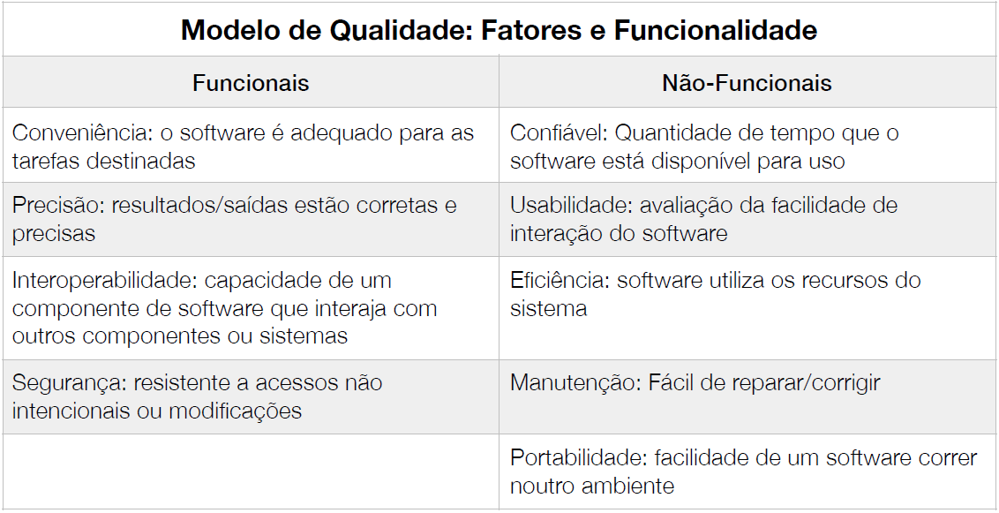 Modelo de Qualidade: Fatores e Funcionalidade
Funcionais
Não-Funcionais
Conveniência: o software é adequado para as
tarefas destinadas
Confiável: Quantidade de tempo que o
software está disponível para uso
Precisão: resultados/saídas estão corretas e
precisas
Usabilidade: avaliação da facilidade de
interação do software
Interoperabilidade: capacidade de um
componente de software que interaja com
outros componentes ou sistemas
Eficiência: software utiliza os recursos do
sistema
Segurança: resistente a acessos não
intencionais ou modificações
Manutenção: Fácil de reparar/corrigir
Portabilidade: facilidade de um software correr
noutro ambiente